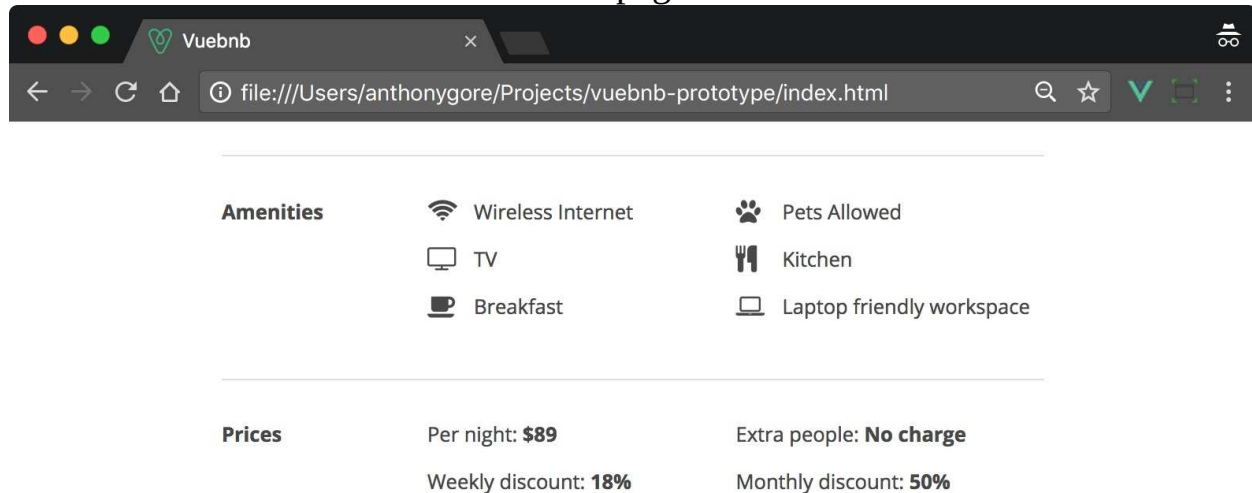 Vuebnb
file:///Users/anthonygore/Projects/vuebnb-prototype/index.html
Amenities Wireless Internet Pets Allowed
TV Kitchen
Breakfast Laptop friendly workspace
Prices Per night: $89 Extra people: No charge
Weekly discount: 18% Monthly discount: 50%